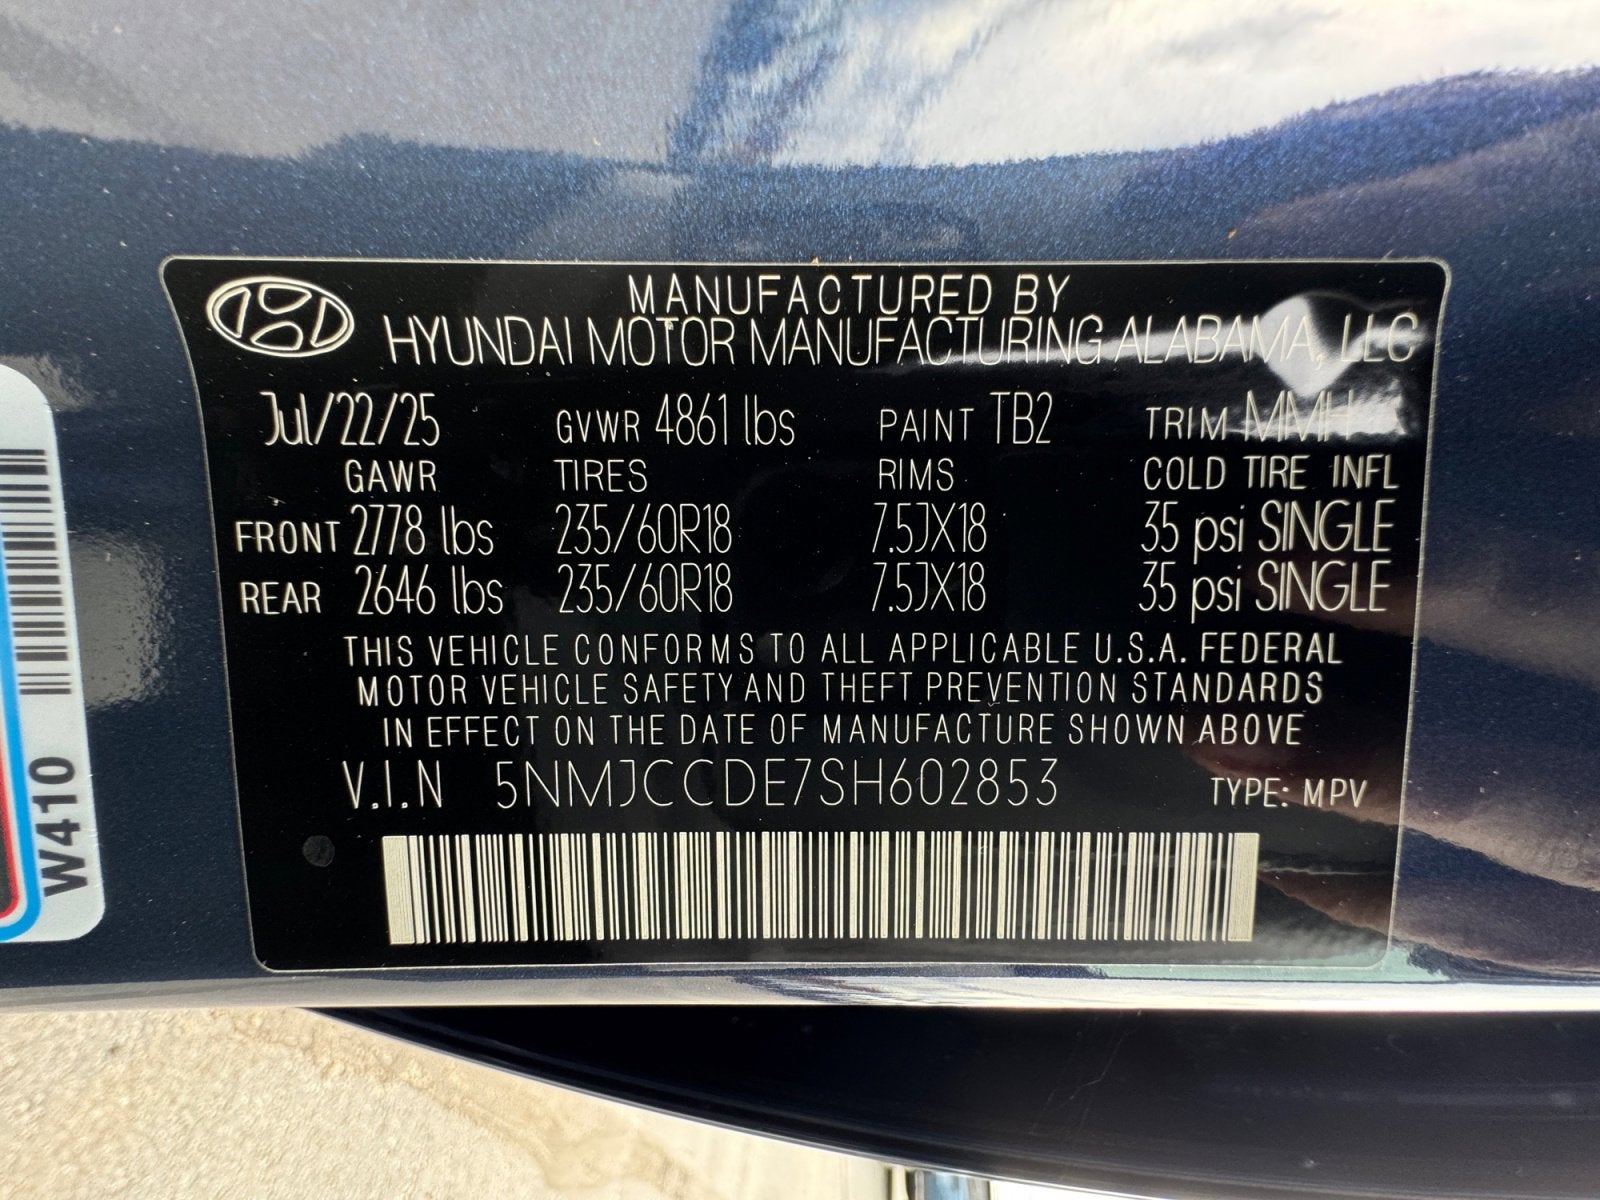 MANUFACTURED BY
HYUNDAI MOTOR MANUFACTURING ALABAMA, LLC
Jul/22/25 GVWR 4861 lbs PAINT TB2 TRIM MMH
GAWR TIRES RIMS COLD TIRE INFL
FRONT 2778 lbs 235/60R18 7.5JX18 35 psi SINGLE
REAR 2646 lbs 235/60R18 7.5JX18 35 psi SINGLE
THIS VEHICLE CONFORMS TO ALL APPLICABLE U.S.A. FEDERAL
MOTOR VEHICLE SAFETY AND THEFT PREVENTION STANDARDS
IN EFFECT ON THE DATE OF MANUFACTURE SHOWN ABOVE
V.I.N 5NMJCCDE7SH602853 TYPE: MPV
W410